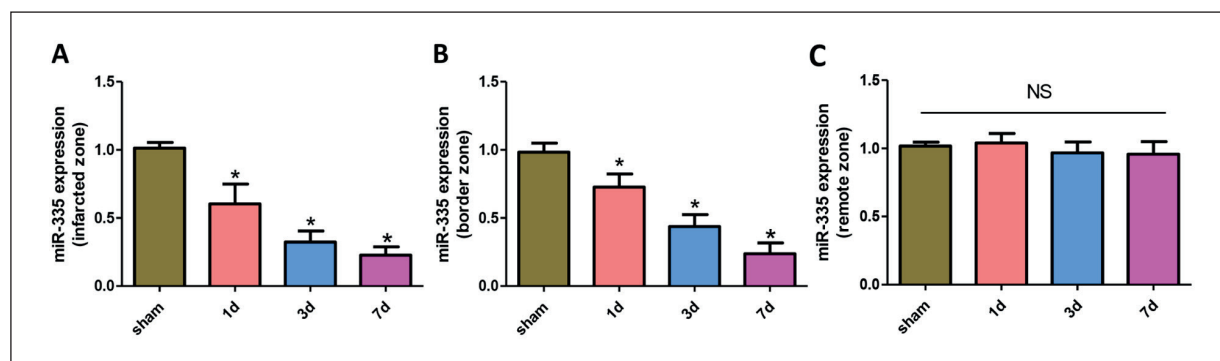 A
miR-335 expression
(infarcted zone)
1.5
1.0
0.5
0.0
*
*
*
sham
1d
3d
7d
B
miR-335 expression
(border zone)
1.5
1.0
0.5
0.0
*
*
*
sham
1d
3d
7d
C
miR-335 expression
(remote zone)
1.5
1.0
0.5
0.0
NS
sham
1d
3d
7d